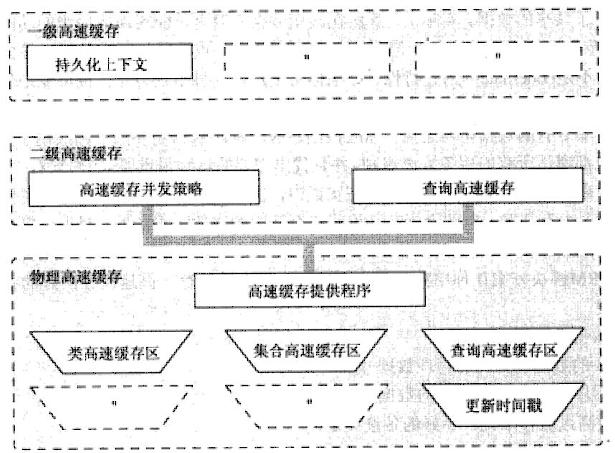 一级高速缓存
持久化上下文 " "
二级高速缓存
高速缓存并发策略 查询高速缓存
物理高速缓存
高速缓存提供程序
类高速缓存区 集合高速缓存区 查询高速缓存区
" " 更新时间戳